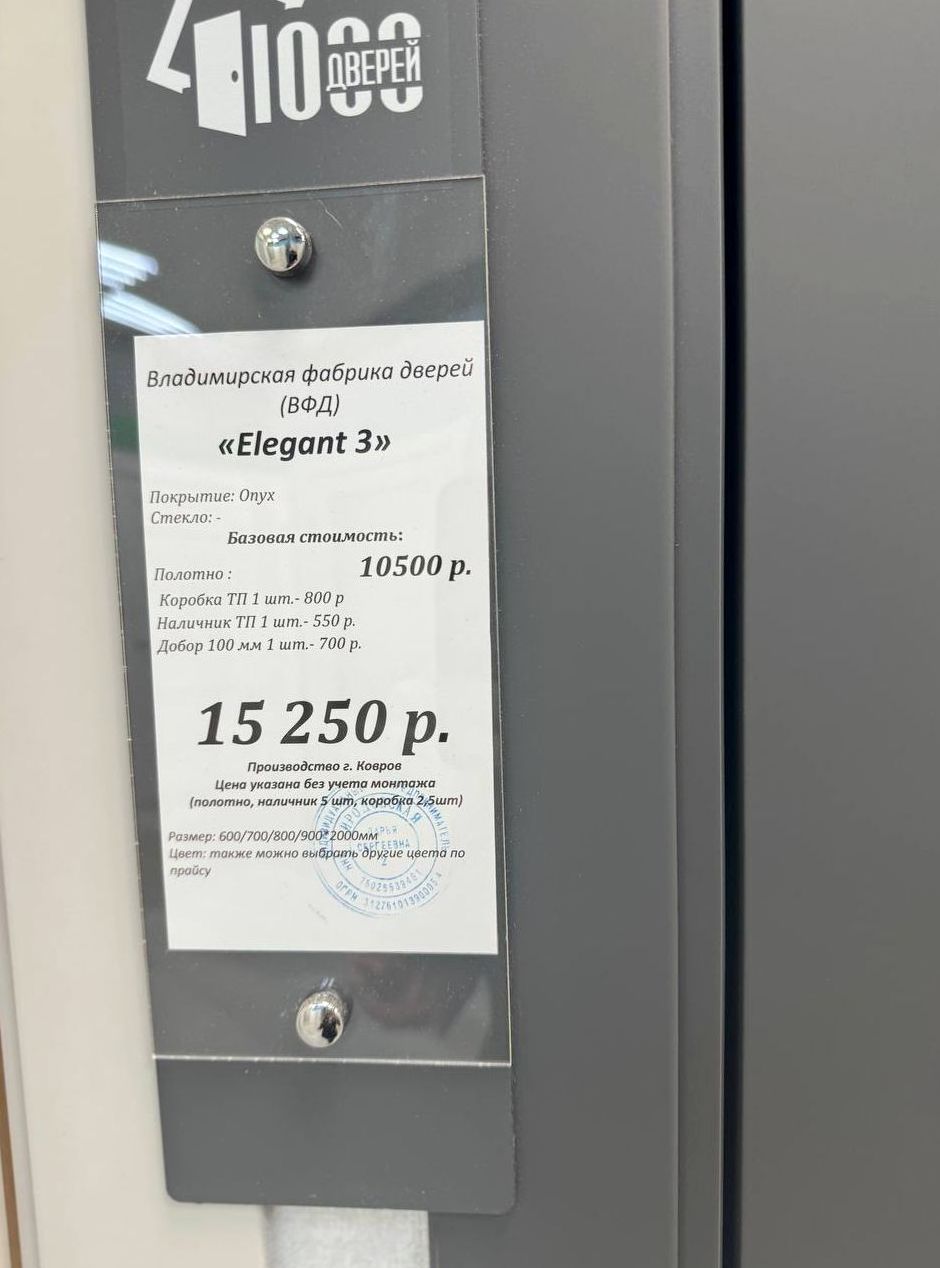 1000
ДВЕРЕЙ
Владимирская фабрика дверей
(ВФД)
«Elegant 3»
Покрытие: Onyx
Стекло: -
Базовая стоимость:
Полотно : 10500 р.
Коробка ТП 1 шт.- 800 р
Наличник ТП 1 шт.- 550 р.
Добор 100 мм 1 шт.- 700 р.
15 250 р.
Производство г. Ковров
Цена указана без учета монтажа
(полотно, наличник 5 шт, коробка 2,5шт)
Размер: 600/700/800/900*2000мм
Цвет: также можно выбрать другие цвета по
прайсу
ДАРЬЯ
СЕРГЕЕВНА
2